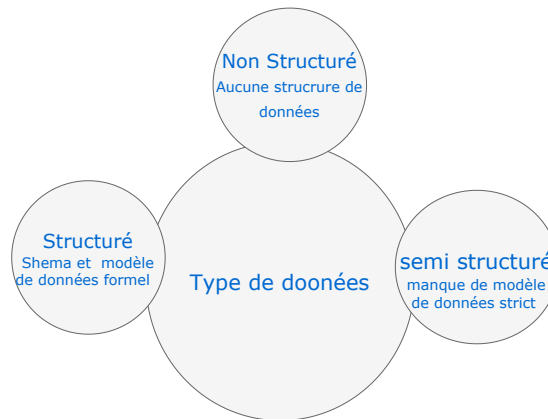 Non Structuré
Aucune strucrure de
données
Structuré
Shema et modèle
de données formel
Type de doonées
semi structuré
manque de modèle
de données strict